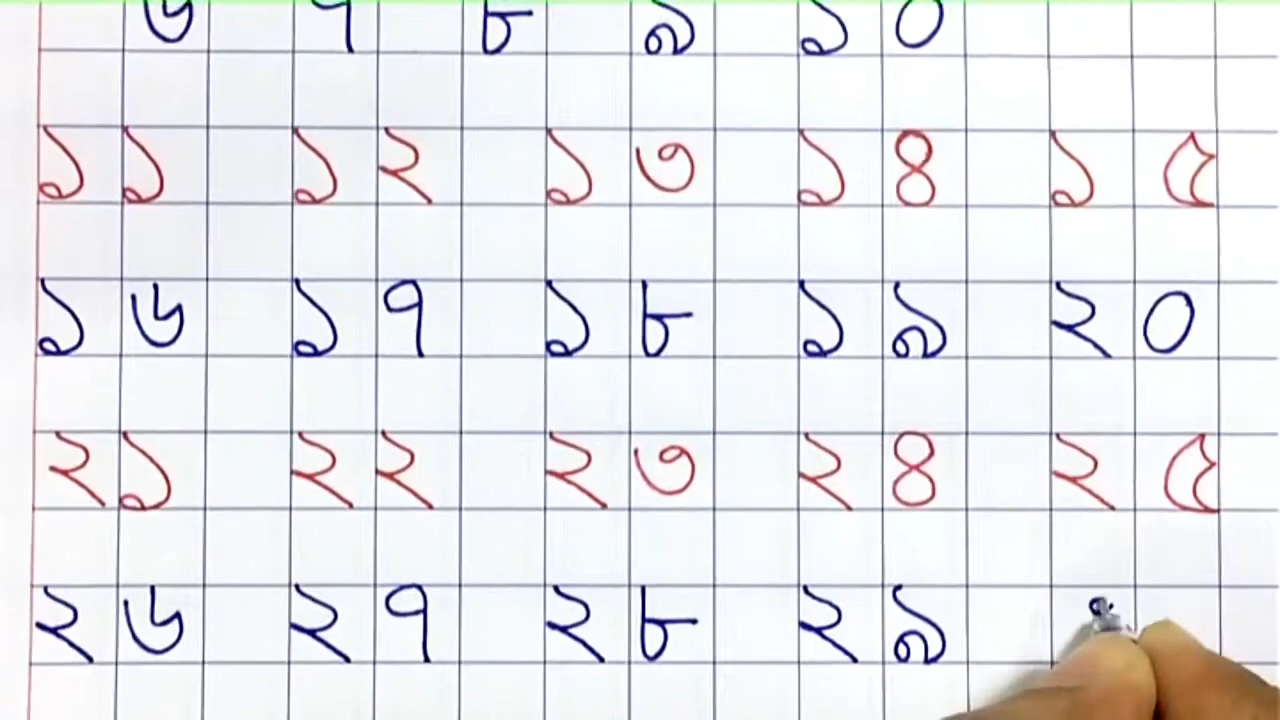 ৬ ৭ ৮ ৯ ১০
১১ ১২ ১৩ ১৪ ১৫
১৬ ১৭ ১৮ ১৯ ২০
২১ ২২ ২৩ ২৪ ২৫
২৬ ২৭ ২৮ ২৯